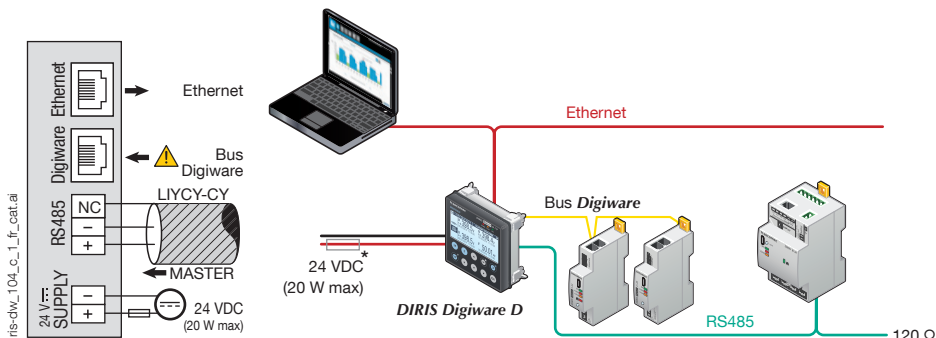 ris-dw_104_c_1_fr_cat.ai
Ethernet
Ethernet
Digiware
Bus
Digiware
RS485
NC
–
+
LIYCY-CY
MASTER
24 V
SUPPLY
–
+
24 VDC
(20 W max)
Ethernet
Bus Digiware
24 VDC
*
(20 W max)
DIRIS Digiware D
RS485
120 Ω